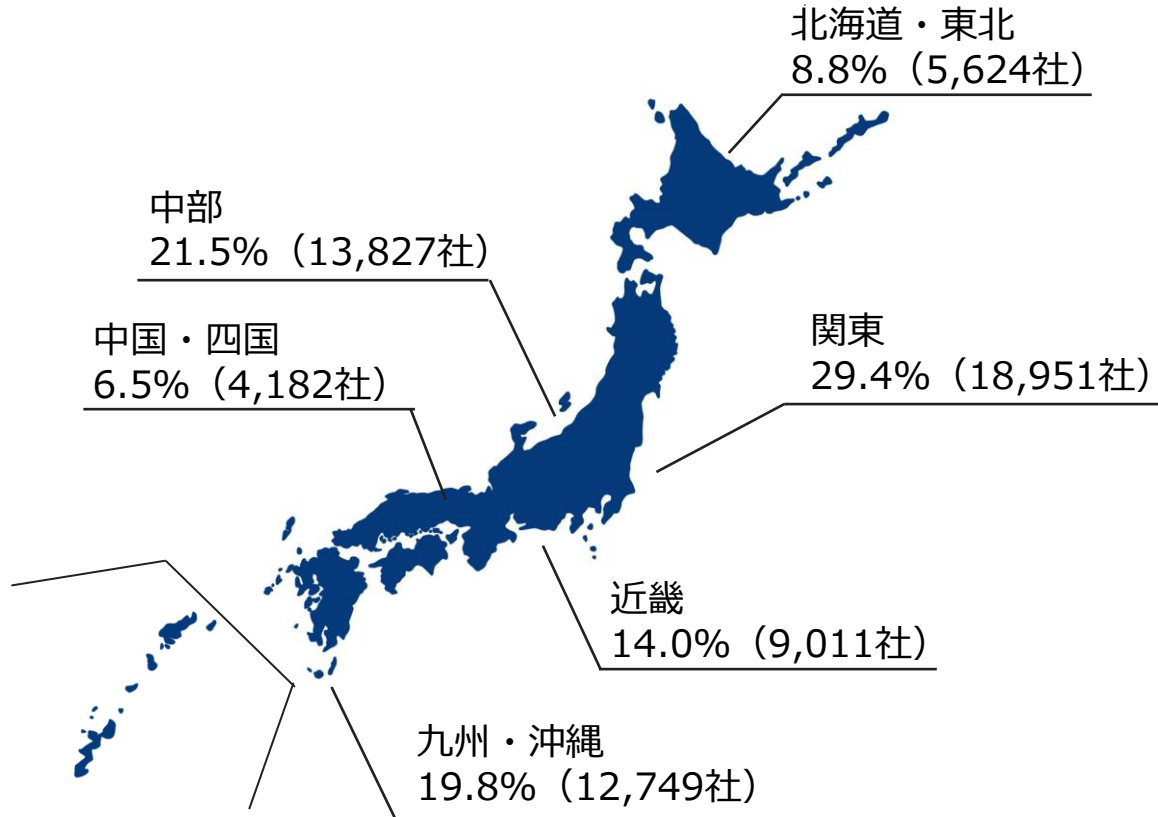 北海道・東北
8.8%（5,624社）
中部
21.5%（13,827社）
中国・四国
6.5%（4,182社）
関東
29.4%（18,951社）
近畿
14.0%（9,011社）
九州・沖縄
19.8%（12,749社）